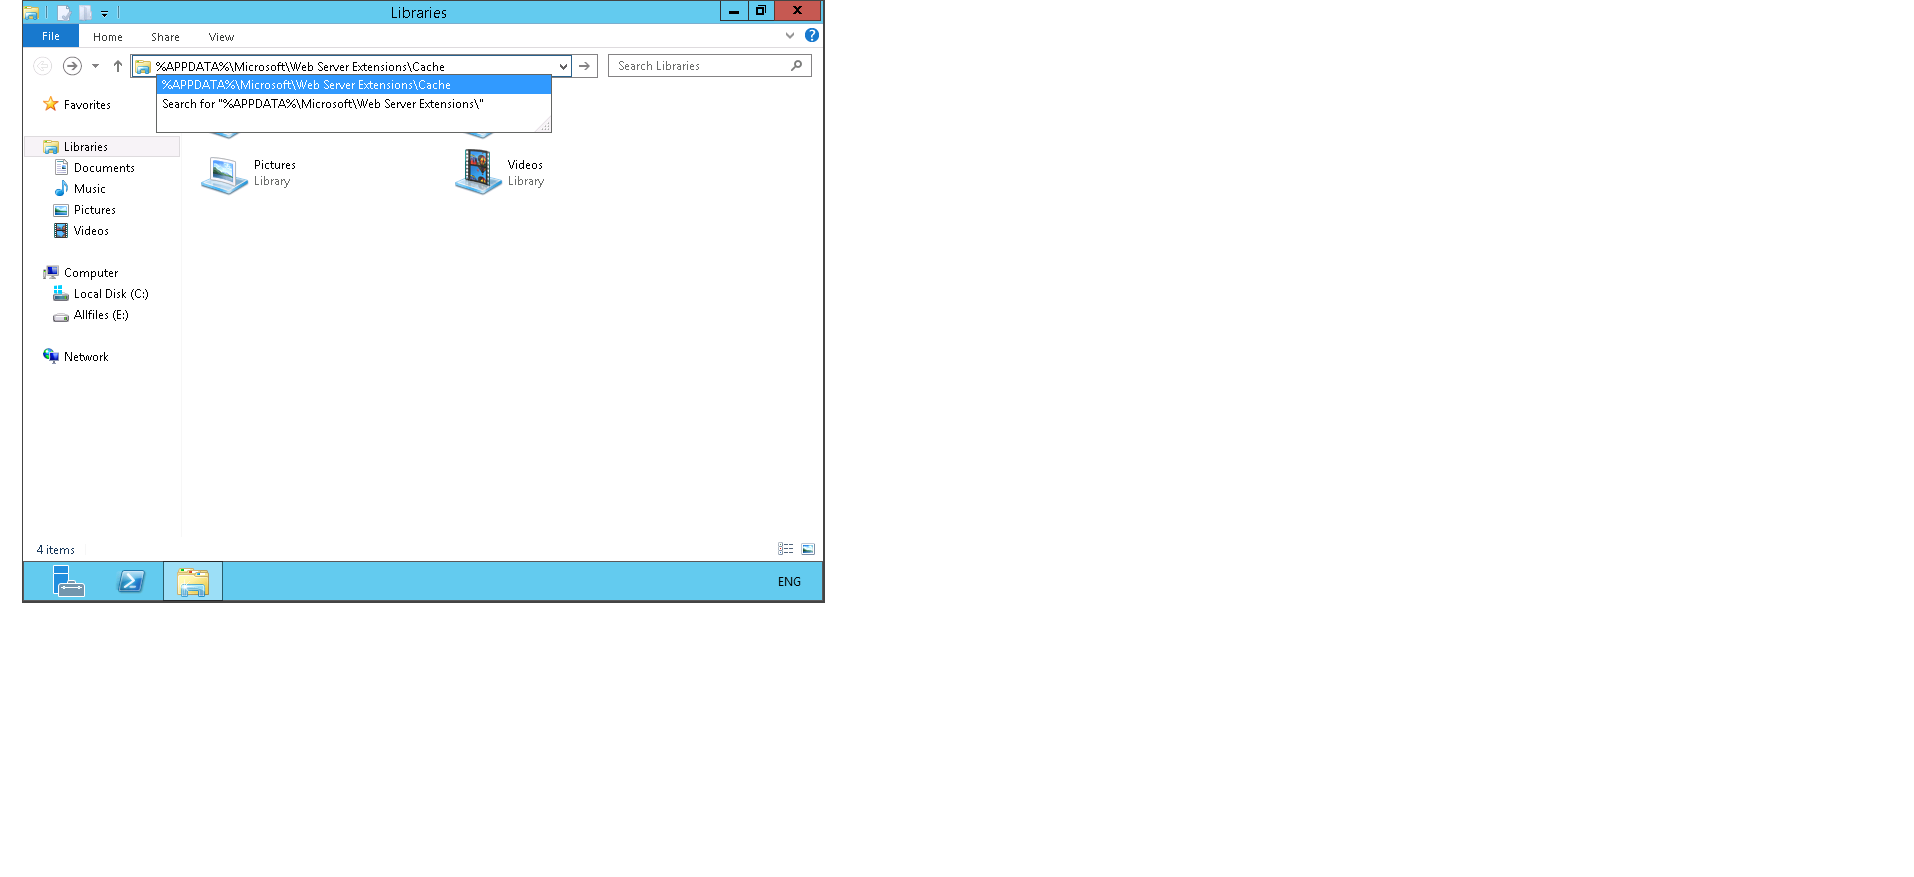 Libraries
File Home Share View
%APPDATA%\Microsoft\Web Server Extensions\Cache
Search Libraries
%APPDATA%\Microsoft\Web Server Extensions\Cache
Search for "%APPDATA%\Microsoft\Web Server Extensions\"
Favorites
Libraries
Documents
Music
Pictures
Videos
Computer
Local Disk (C:)
Allfiles (E:)
Network
Pictures
Library
Videos
Library
4 items
ENG